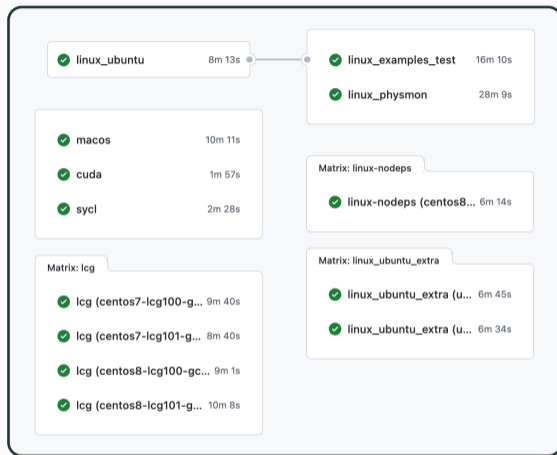 linux_ubuntu 8m 13s
linux_examples_test 16m 10s
linux_physmon 28m 9s
macos 10m 11s
cuda 1m 57s
sycl 2m 28s
Matrix: linux-nodeps
linux-nodeps (centos8... 6m 14s
Matrix: lcg
lcg (centos7-lcg100-g... 9m 40s
lcg (centos7-lcg101-g... 8m 40s
lcg (centos8-lcg100-gc... 9m 1s
lcg (centos8-lcg101-g... 10m 8s
Matrix: linux_ubuntu_extra
linux_ubuntu_extra (u... 6m 45s
linux_ubuntu_extra (u... 6m 34s